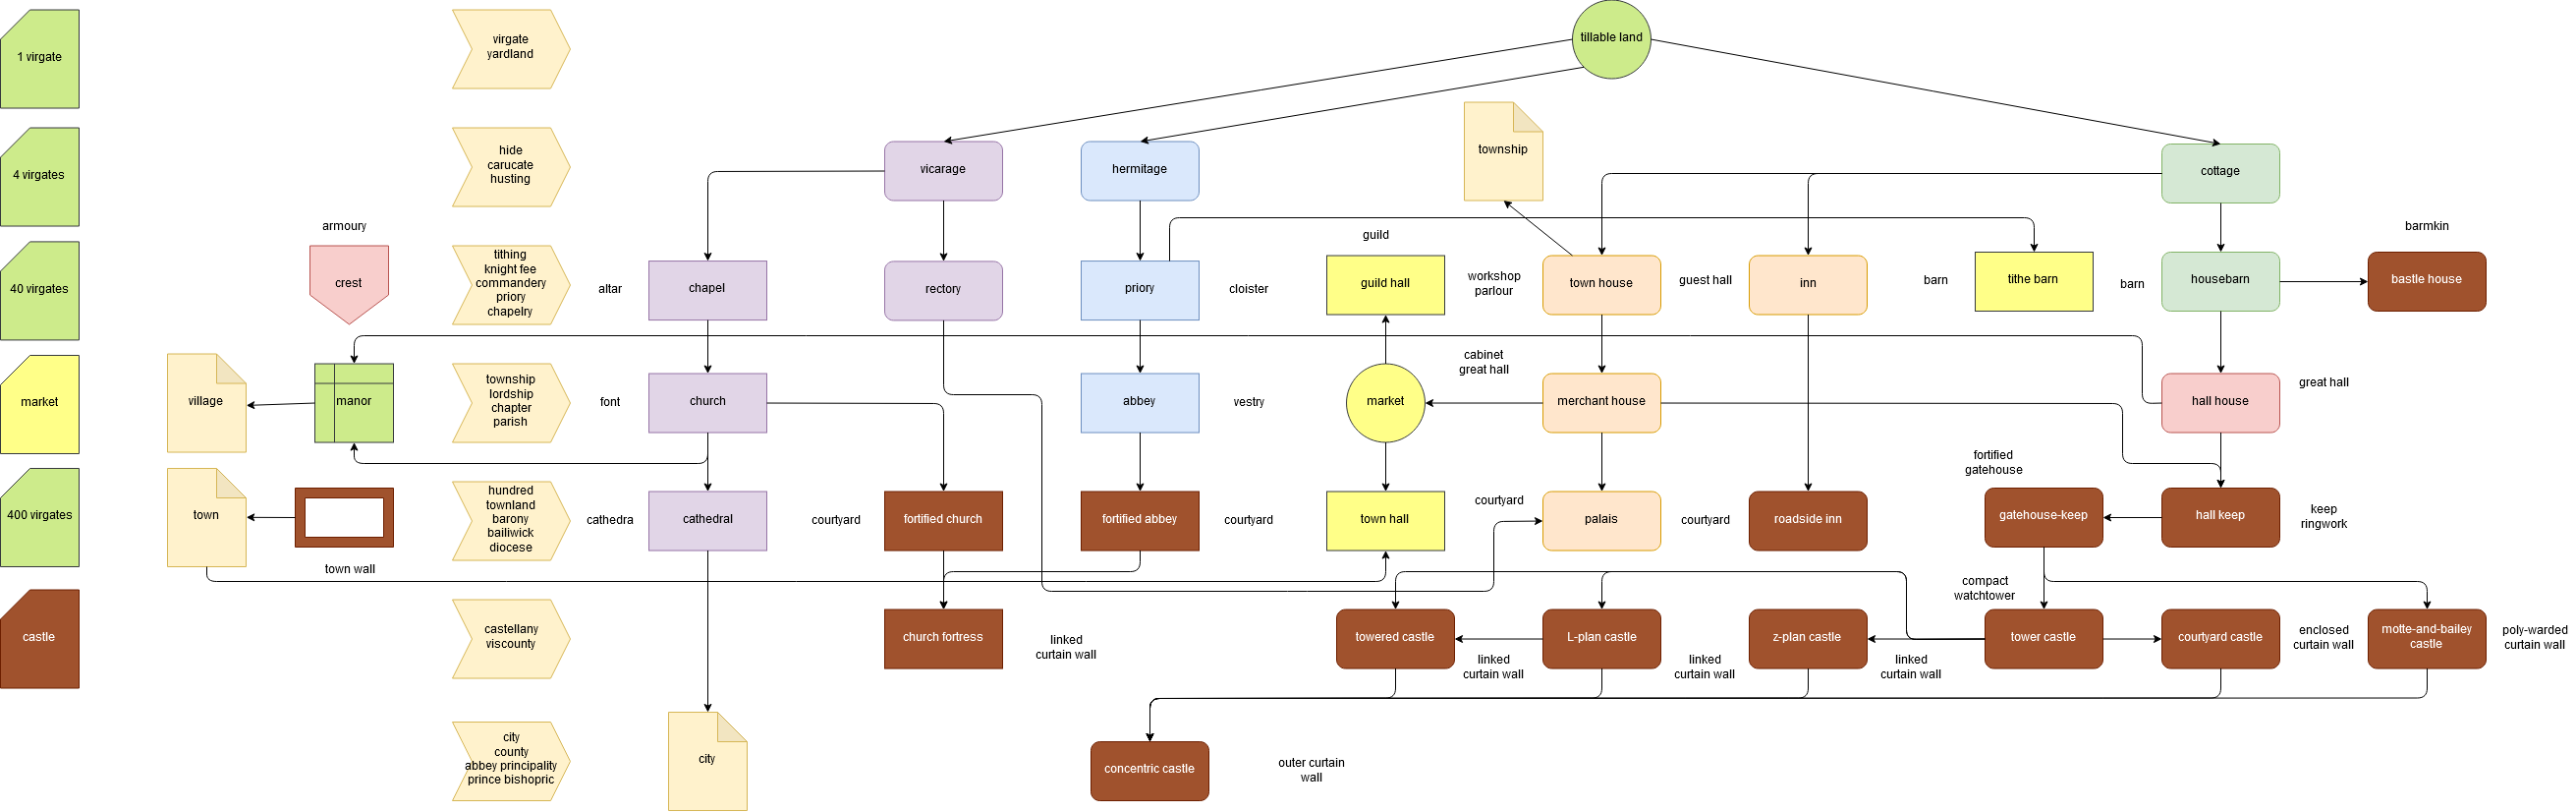 tillable land
1 virgate
virgate
yardland
4 virgates
hide
carucate
husting
vicarage
hermitage
township
cottage
armoury
guild
barmkin
40 virgates
crest
tithing
knight fee
commandery
priory
chapelry
altar
chapel
rectory
priory
cloister
guild hall
workshop
parlour
town house
guest hall
inn
barn
tithe barn
barn
housebarn
bastle house
cabinet
great hall
market
village
manor
township
lordship
chapter
parish
font
church
abbey
vestry
market
merchant house
hall house
great hall
fortified
gatehouse
400 virgates
town
hundred
townland
barony
bailiwick
diocese
cathedra
cathedral
courtyard
fortified church
fortified abbey
courtyard
town hall
courtyard
palais
courtyard
roadside inn
gatehouse-keep
hall keep
keep
ringwork
town wall
compact
watchtower
castle
castellany
viscounty
church fortress
linked
curtain wall
towered castle
linked
curtain wall
L-plan castle
linked
curtain wall
z-plan castle
linked
curtain wall
tower castle
courtyard castle
enclosed
curtain wall
motte-and-bailey
castle
poly-warded
curtain wall
city
county
abbey principality
prince bishopric
city
concentric castle
outer curtain
wall